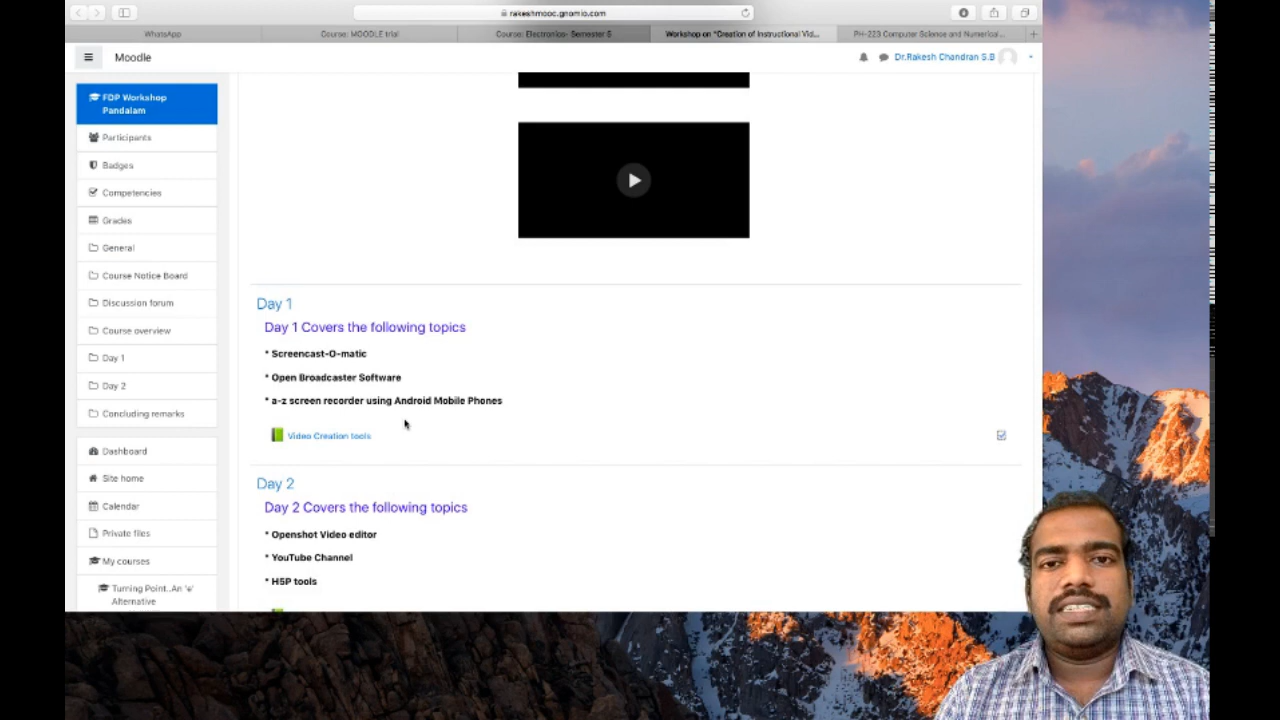 rakeshmooc.gnomio.com
WhatsApp
Course: MOODLE trial
Course: Electronics- Semester 5
Workshop on "Creation of Instructional Vid...
PH-223 Computer Science and Numerical...
Moodle
Dr.Rakesh Chandran S.B
FDP Workshop
Pandalam
Participants
Badges
Competencies
Grades
General
Course Notice Board
Discussion forum
Course overview
Day 1
Day 2
Concluding remarks
Dashboard
Site home
Calendar
Private files
My courses
Turning Point..An 'e'
Alternative
Day 1
Day 1 Covers the following topics
* Screencast-O-matic
* Open Broadcaster Software
* a-z screen recorder using Android Mobile Phones
Video Creation tools
Day 2
Day 2 Covers the following topics
* Openshot Video editor
* YouTube Channel
* H5P tools